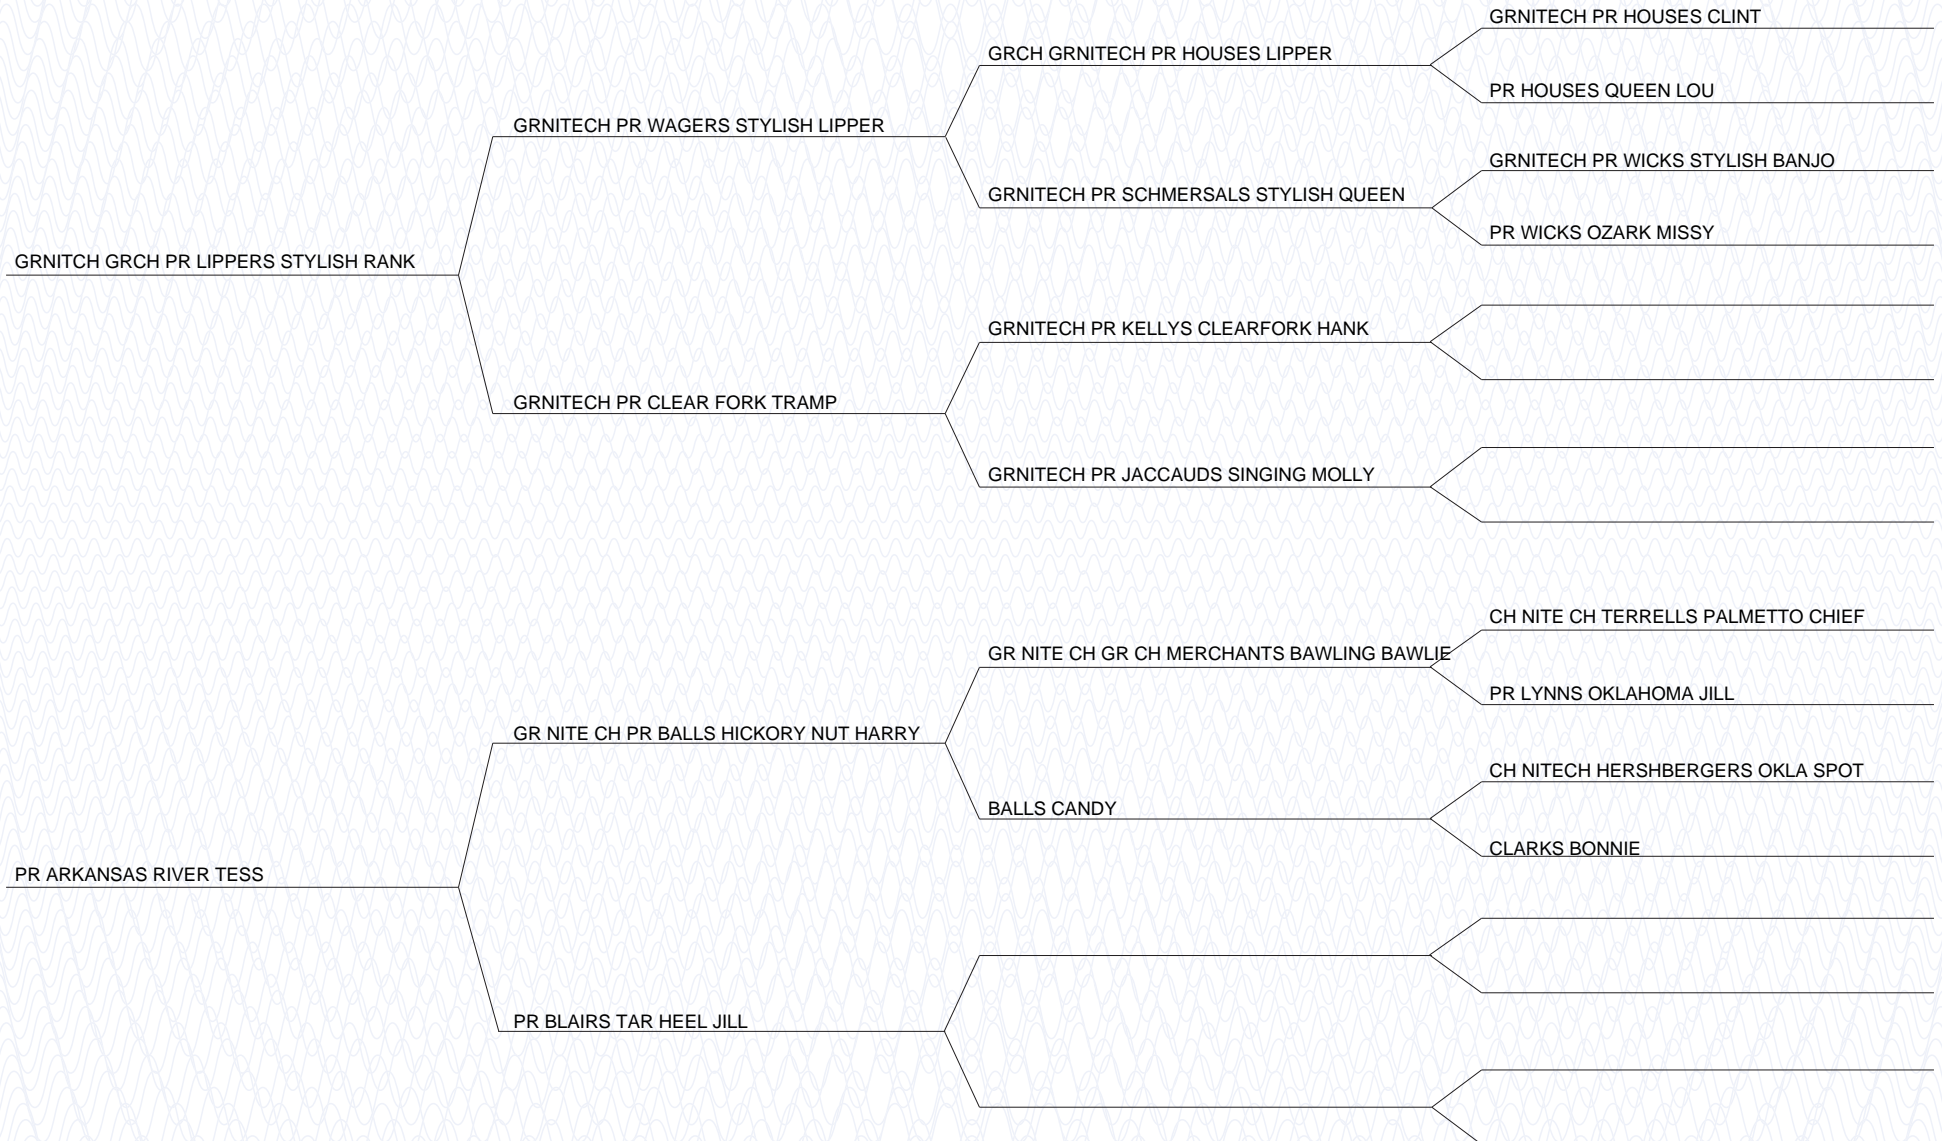 GRNITECH PR HOUSES CLINT
GRCH GRNITECH PR HOUSES LIPPER
PR HOUSES QUEEN LOU
GRNITECH PR WAGERS STYLISH LIPPER
GRNITECH PR WICKS STYLISH BANJO
GRNITECH PR SCHMERSALS STYLISH QUEEN
PR WICKS OZARK MISSY
GRNITCH GRCH PR LIPPERS STYLISH RANK
GRNITECH PR KELLYS CLEARFORK HANK
GRNITECH PR CLEAR FORK TRAMP
GRNITECH PR JACCAUDS SINGING MOLLY
CH NITE CH TERRELLS PALMETTO CHIEF
GR NITE CH GR CH MERCHANTS BAWLING BAWLIE
PR LYNNS OKLAHOMA JILL
GR NITE CH PR BALLS HICKORY NUT HARRY
CH NITECH HERSHBERGERS OKLA SPOT
BALLS CANDY
CLARKS BONNIE
PR ARKANSAS RIVER TESS
PR BLAIRS TAR HEEL JILL